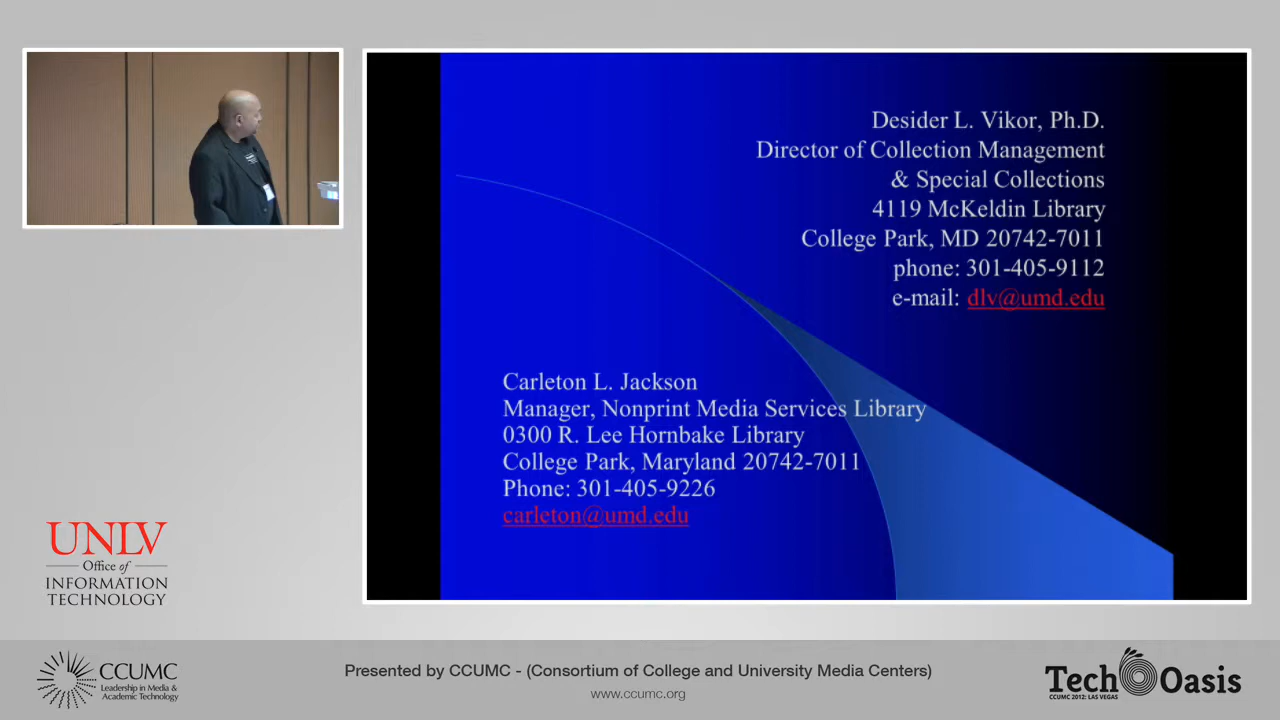 Desider L. Vikor, Ph.D.
Director of Collection Management
& Special Collections
4119 McKeldin Library
College Park, MD 20742-7011
phone: 301-405-9112
e-mail: dlv@umd.edu
Carleton L. Jackson
Manager, Nonprint Media Services Library
0300 R. Lee Hornbake Library
College Park, Maryland 20742-7011
Phone: 301-405-9226
carleton@umd.edu
UNLV
Office of
INFORMATION
TECHNOLOGY
CCUMC
Leadership in Media &
Academic Technology
Presented by CCUMC - (Consortium of College and University Media Centers)
www.ccumc.org
Tech Oasis
CCUMC 2012: LAS VEGAS